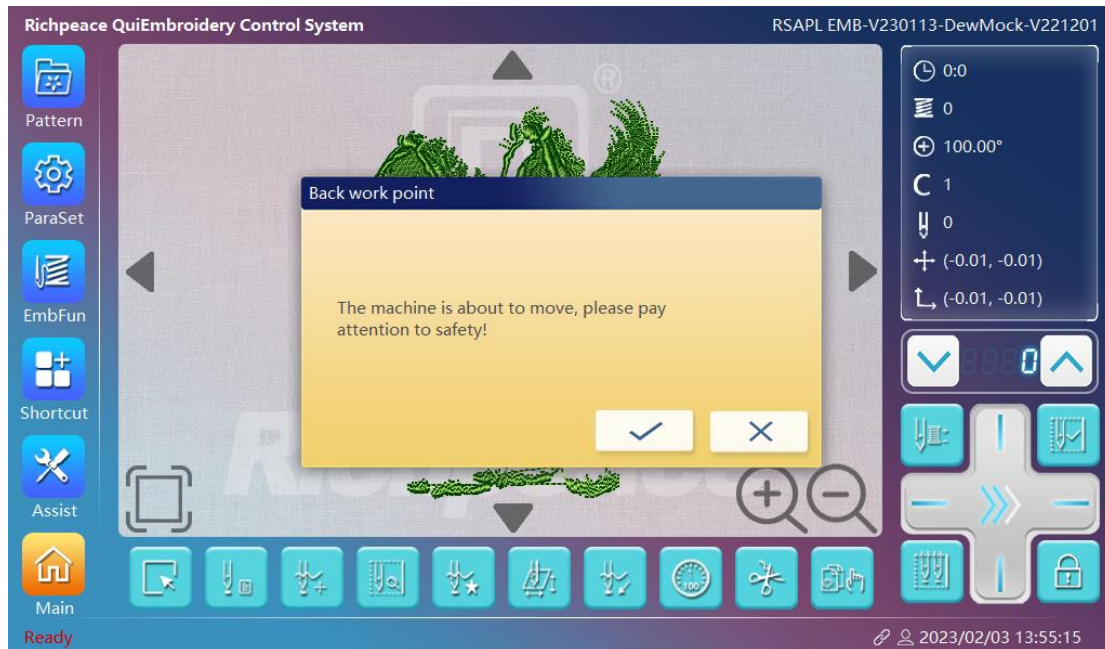 Richpeace QuiEmbroidery Control System
RSAPL EMB-V230113-DewMock-V221201
Pattern
ParaSet
EmbFun
Shortcut
Assist
Main
®
Back work point
The machine is about to move, please pay
attention to safety!
0:0
0
100.00°
C 1
0
(-0.01, -0.01)
(-0.01, -0.01)
0
100
Ready
2023/02/03 13:55:15